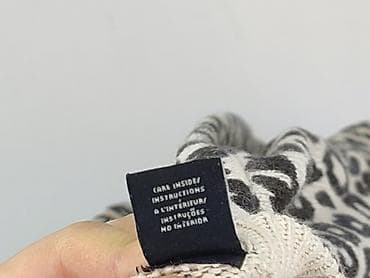 CARE INSIDE/
INSTRUCTIONS
A L'INTÉRIEUR/
INSTRUÇÕES
NO INTERIOR